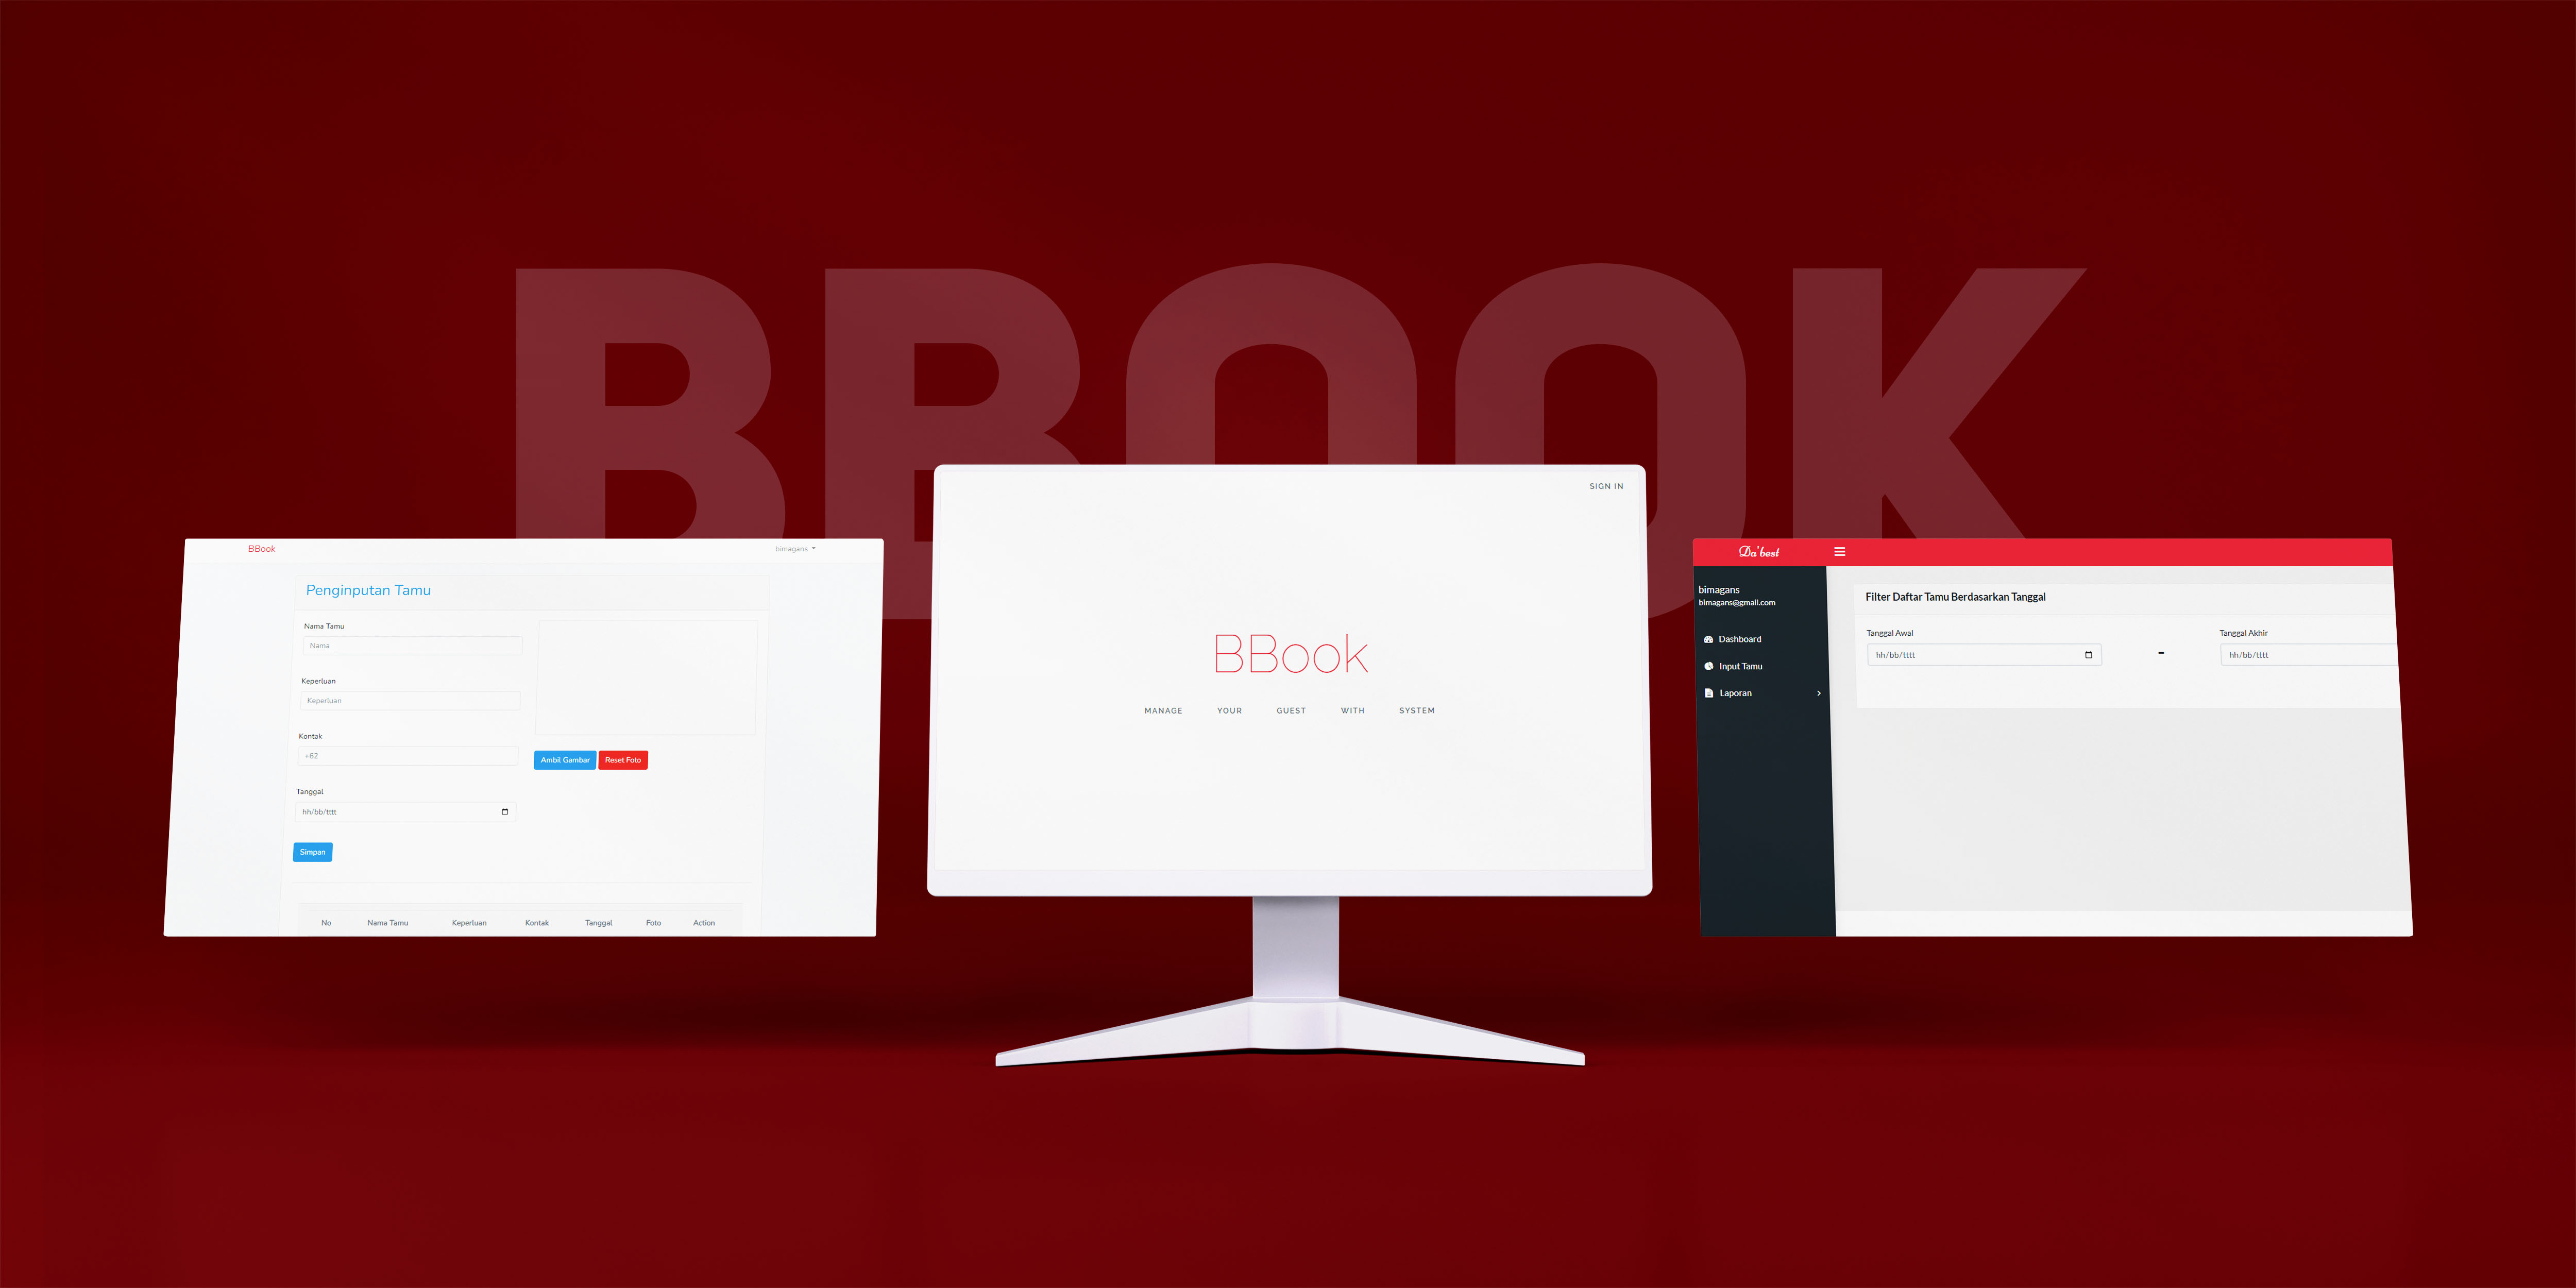 BBOOK
BBook
bimagans
Penginputan Tamu
Nama Tamu
Nama
Keperluan
Keperluan
Kontak
+62
Ambil Gambar
Reset Foto
Tanggal
hh/bb/tttt
Simpan
No Nama Tamu Keperluan Kontak Tanggal Foto Action
SIGN IN
BBook
MANAGE YOUR GUEST WITH SYSTEM
Da'best
bimagans
bimagans@gmail.com
Dashboard
Input Tamu
Laporan
Filter Daftar Tamu Berdasarkan Tanggal
Tanggal Awal
hh/bb/tttt
-
Tanggal Akhir
hh/bb/tttt